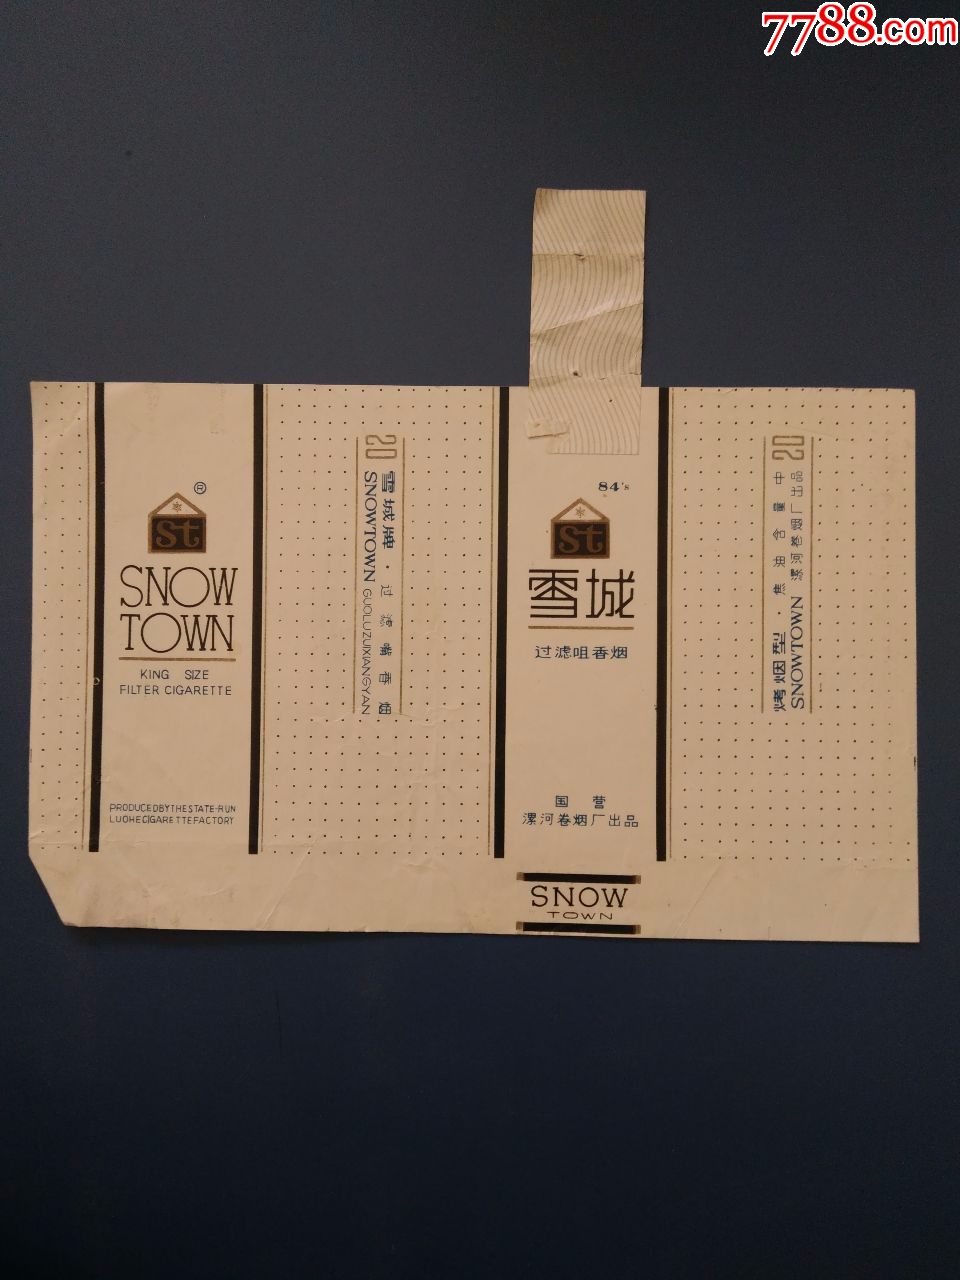 7788.com
®
st
SNOW
TOWN
KING SIZE
FILTER CIGARETTE
PRODUCED BY THE STATE-RUN
LUOHE CIGARETTE FACTORY
20
雪城牌·过滤嘴香烟
SNOWTOWN GUOLUZUIXIANGYAN
84's
st
雪城
过滤咀香烟
国营
漯河卷烟厂出品
SNOW
TOWN
20
烤烟型·焦油含量中
SNOWTOWN 漯河卷烟厂出品